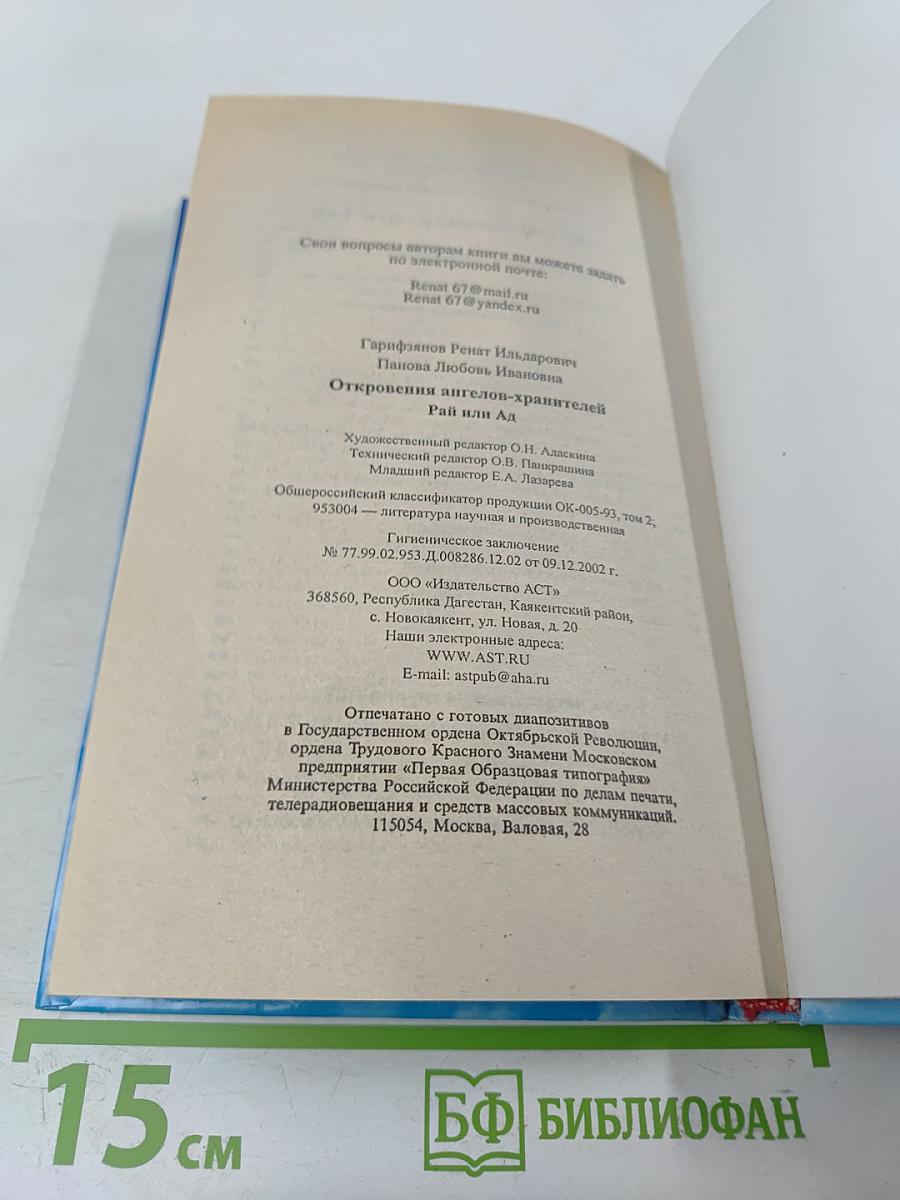 Свои вопросы авторам книги вы можете задать
по электронной почте:
Renat 67@mail.ru
Renat 67@yandex.ru
Гарифзянов Ренат Ильдарович
Панова Любовь Ивановна
Откровения ангелов-хранителей
Рай или Ад
Художественный редактор О.Н. Адаскина
Технический редактор О.В. Панкрашина
Младший редактор Е.А. Лазарева
Общероссийский классификатор продукции ОК-005-93, том 2;
953004 — литература научная и производственная
Гигиеническое заключение
№ 77.99.02.953.Д.008286.12.02 от 09.12.2002 г.
ООО «Издательство АСТ»
368560, Республика Дагестан, Каякентский район,
с. Новокаякент, ул. Новая, д. 20
Наши электронные адреса:
WWW.AST.RU
E-mail: astpub@aha.ru
Отпечатано с готовых диапозитивов
в Государственном ордена Октябрьской Революции,
ордена Трудового Красного Знамени Московском
предприятии «Первая Образцовая типография»
Министерства Российской Федерации по делам печати,
телерадиовещания и средств массовых коммуникаций.
115054, Москва, Валовая, 28
15 см
БФ БИБЛИОФАН